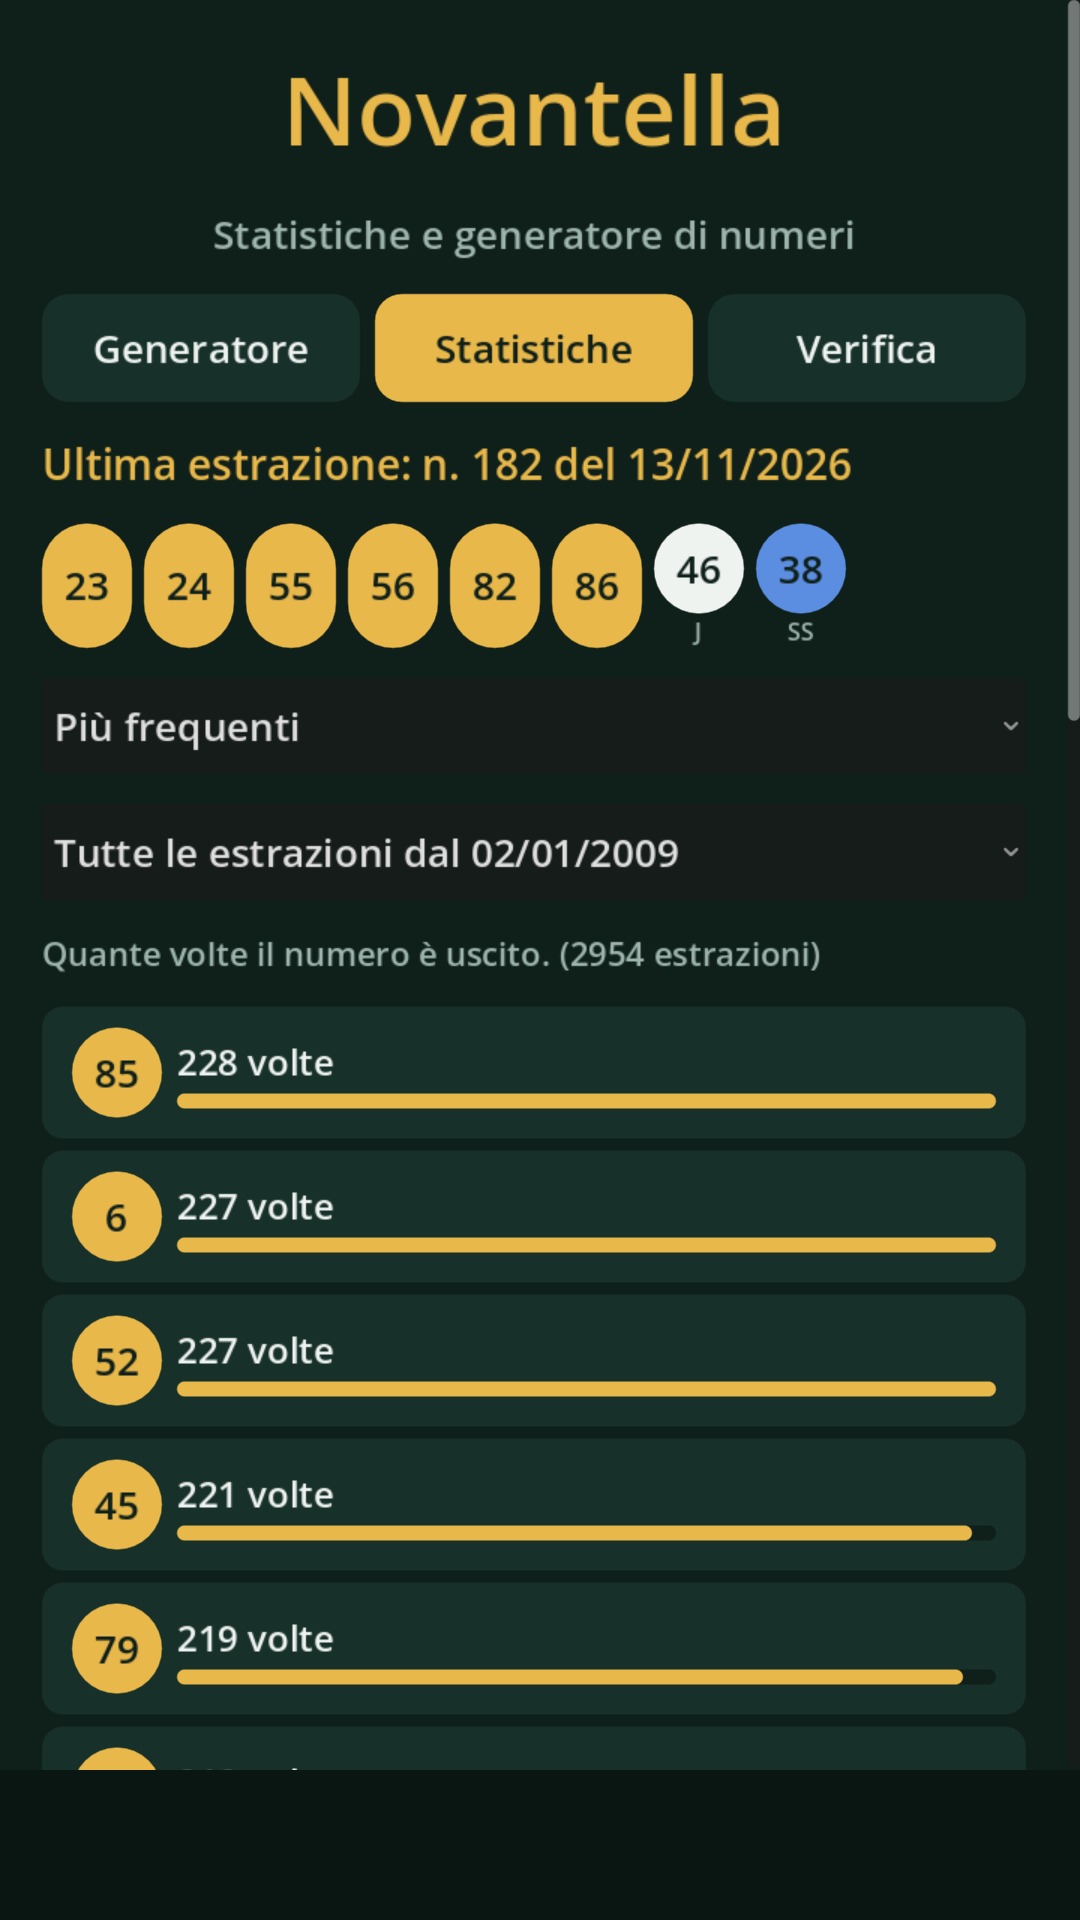 Novantella
Statistiche e generatore di numeri
Generatore Statistiche Verifica
Ultima estrazione: n. 182 del 13/11/2026
23 24 55 56 82 86 46 38
J SS
Più frequenti
Tutte le estrazioni dal 02/01/2009
Quante volte il numero è uscito. (2954 estrazioni)
85 228 volte
6 227 volte
52 227 volte
45 221 volte
79 219 volte